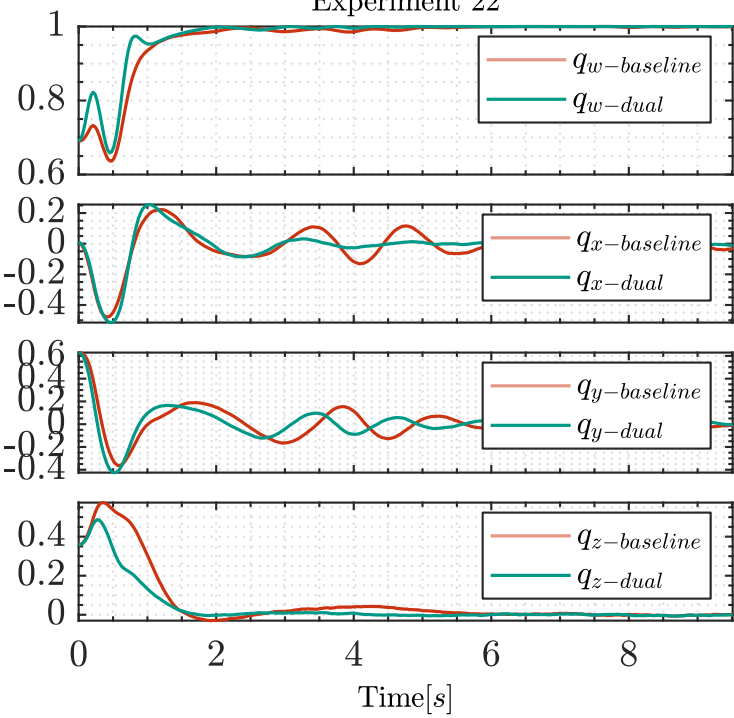 Experiment 22
1
0.8
0.6
q_{w-baseline}
q_{w-dual}
0.2
0
-0.2
-0.4
q_{x-baseline}
q_{x-dual}
0.6
0.4
0.2
0
-0.2
-0.4
q_{y-baseline}
q_{y-dual}
0.4
0.2
0
q_{z-baseline}
q_{z-dual}
0 2 4 6 8
Time[s]